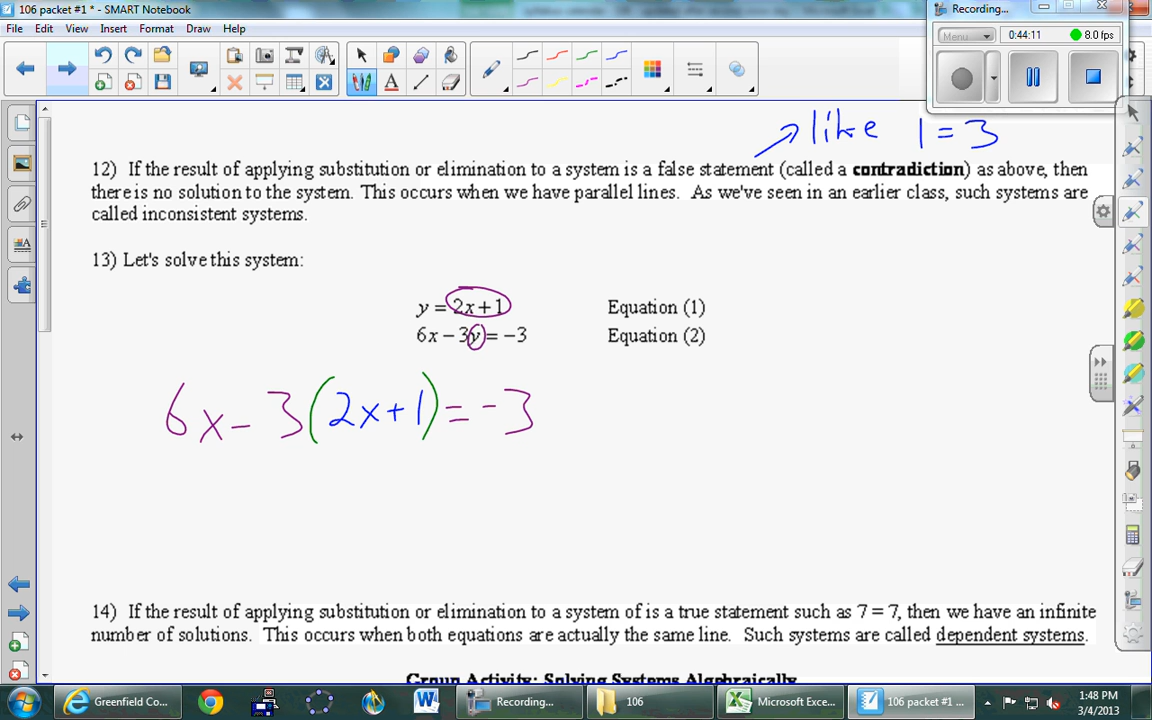 106 packet #1 * - SMART Notebook
Recording...
File Edit View Insert Format Draw Help
Menu
0:44:11
8.0 fps
like 1 = 3
12) If the result of applying substitution or elimination to a system is a false statement (called a contradiction) as above, then
there is no solution to the system. This occurs when we have parallel lines. As we've seen in an earlier class, such systems are
called inconsistent systems.
13) Let's solve this system:
y = 2x+1 Equation (1)
6x − 3y = −3 Equation (2)
6x - 3(2x+1) = -3
14) If the result of applying substitution or elimination to a system of is a true statement such as 7 = 7, then we have an infinite
number of solutions. This occurs when both equations are actually the same line. Such systems are called dependent systems.
Group Activity: Solving Systems Algebraically
Greenfield Co...
Recording...
106
Microsoft Exce...
106 packet #1 ...
1:48 PM
3/4/2013